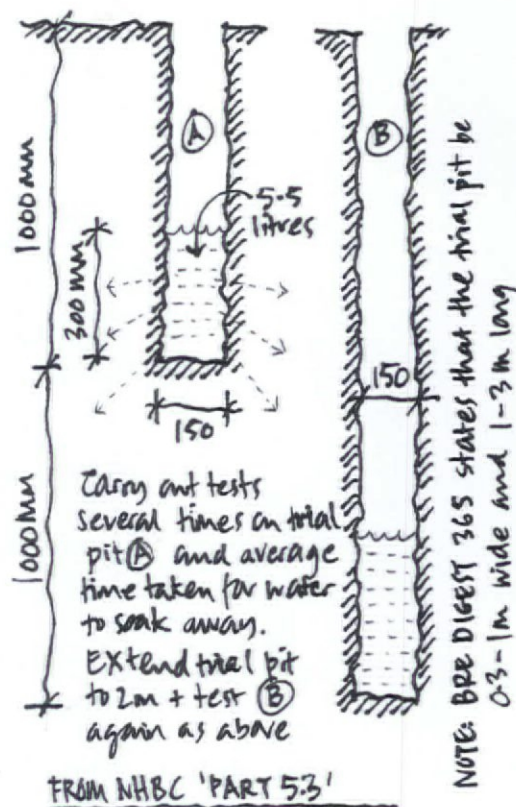 1000mm
300mm
A
5.5
litres
150
1000mm
B
150
Carry out tests
several times on trial
pit A and average
time taken for water
to soak away.
EXtend trial pit
to 2m + test B
again as above
FROM NHBC 'PART 5.3'
NOTE: BRE DIGEST 365 states that the trial pit be
0.3-1m wide and 1-3m long